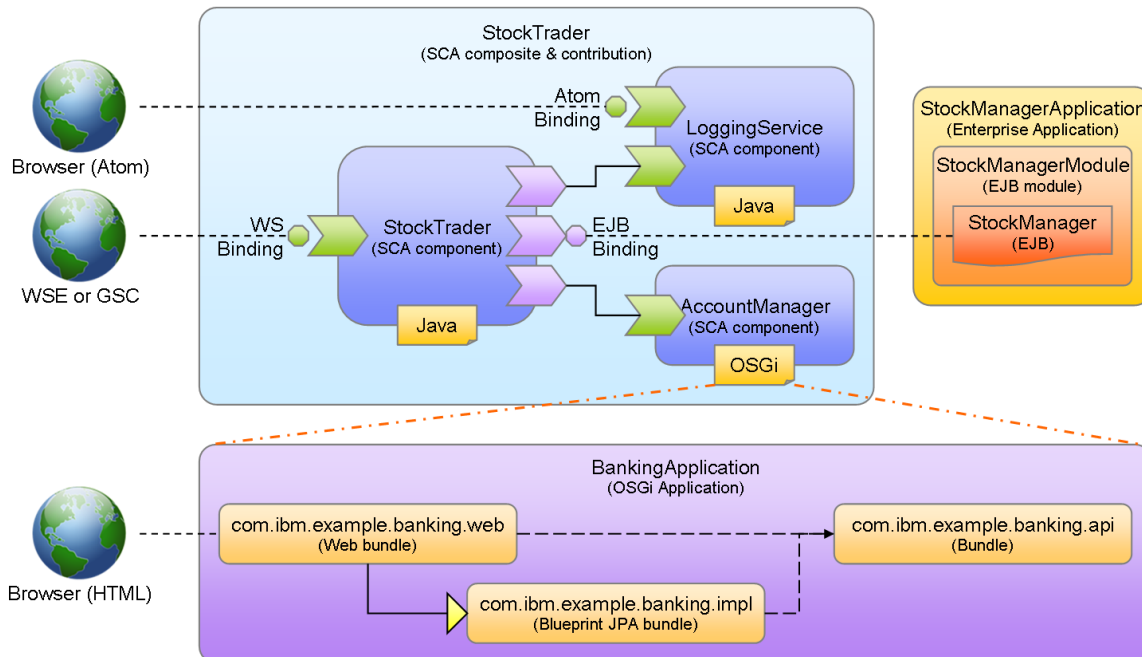 StockTrader
(SCA composite & contribution)
Browser (Atom)
Atom
Binding
LoggingService
(SCA component)
Java
StockManagerApplication
(Enterprise Application)
StockManagerModule
(EJB module)
StockManager
(EJB)
WSE or GSC
WS
Binding
StockTrader
(SCA component)
Java
EJB
Binding
AccountManager
(SCA component)
OSGi
BankingApplication
(OSGi Application)
Browser (HTML)
com.ibm.example.banking.web
(Web bundle)
com.ibm.example.banking.api
(Bundle)
com.ibm.example.banking.impl
(Blueprint JPA bundle)